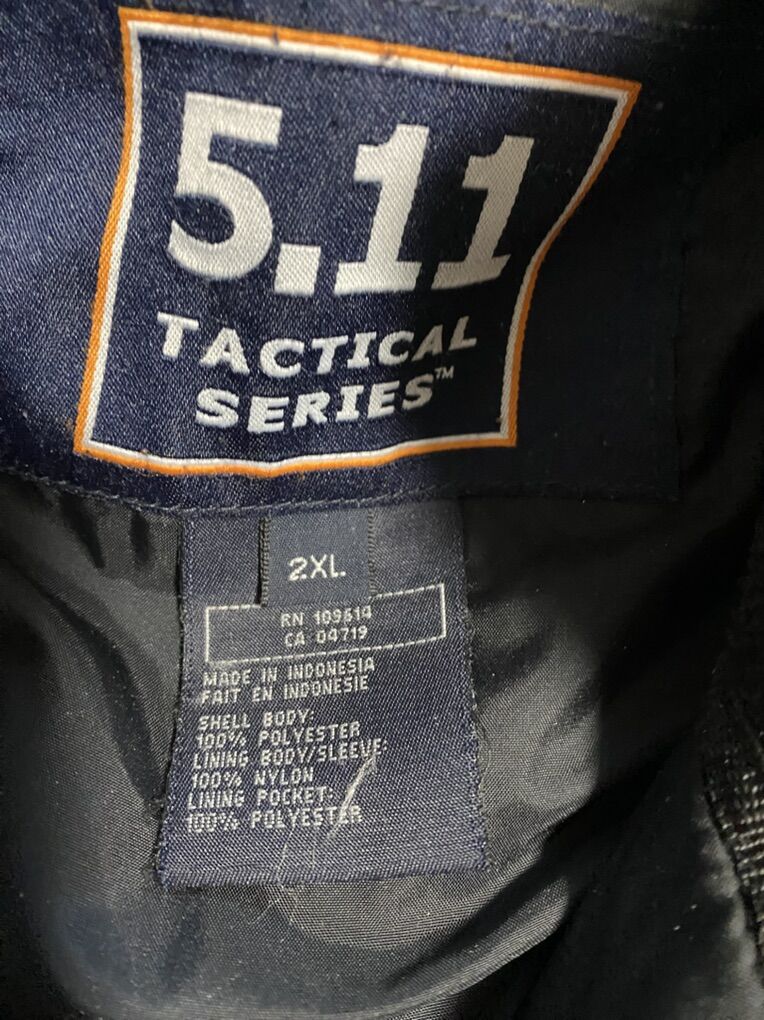 5.11
TACTICAL
SERIES™
2XL
RN 109614
CA 04719
MADE IN INDONESIA
FAIT EN INDONESIE
SHELL BODY:
100% POLYESTER
LINING BODY/SLEEVE:
100% NYLON
LINING POCKET:
100% POLYESTER